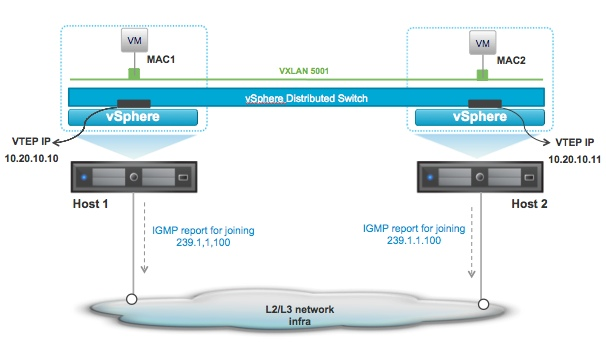 VM
VM
MAC1
MAC2
VXLAN 5001
vSphere Distributed Switch
vSphere
vSphere
VTEP IP
10.20.10.10
VTEP IP
10.20.10.11
Host 1
Host 2
IGMP report for joining
239.1,1,100
IGMP report for joining
239.1.1.100
L2/L3 network
infra